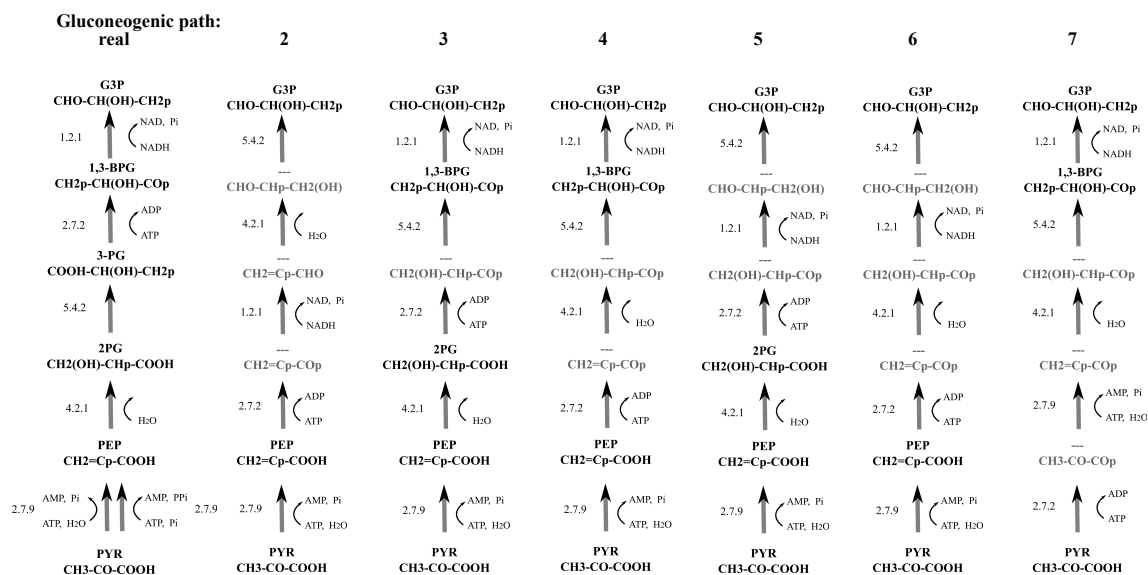 Gluconeogenic path:
real
G3P
CHO-CH(OH)-CH2p
1.2.1
NAD, Pi
NADH
1,3-BPG
CH2p-CH(OH)-COp
2.7.2
ADP
ATP
3-PG
COOH-CH(OH)-CH2p
5.4.2
2PG
CH2(OH)-CHp-COOH
4.2.1
H2O
PEP
CH2=Cp-COOH
2.7.9
AMP, Pi
ATP, H2O
AMP, PPi
ATP, Pi
2.7.9
PYR
CH3-CO-COOH
2
G3P
CHO-CH(OH)-CH2p
5.4.2
---
CHO-CHp-CH2(OH)
4.2.1
H2O
---
CH2=Cp-CHO
1.2.1
NAD, Pi
NADH
---
CH2=Cp-COp
2.7.2
ADP
ATP
PEP
CH2=Cp-COOH
2.7.9
AMP, Pi
ATP, H2O
PYR
CH3-CO-COOH
3
G3P
CHO-CH(OH)-CH2p
1.2.1
NAD, Pi
NADH
1,3-BPG
CH2p-CH(OH)-COp
5.4.2
---
CH2(OH)-CHp-COp
2.7.2
ADP
ATP
2PG
CH2(OH)-CHp-COOH
4.2.1
H2O
PEP
CH2=Cp-COOH
2.7.9
AMP, Pi
ATP, H2O
PYR
CH3-CO-COOH
4
G3P
CHO-CH(OH)-CH2p
1.2.1
NAD, Pi
NADH
1,3-BPG
CH2p-CH(OH)-COp
5.4.2
---
CH2(OH)-CHp-COp
4.2.1
H2O
---
CH2=Cp-COp
2.7.2
ADP
ATP
PEP
CH2=Cp-COOH
2.7.9
AMP, Pi
ATP, H2O
PYR
CH3-CO-COOH
5
G3P
CHO-CH(OH)-CH2p
5.4.2
---
CHO-CHp-CH2(OH)
1.2.1
NAD, Pi
NADH
---
CH2(OH)-CHp-COp
2.7.2
ADP
ATP
2PG
CH2(OH)-CHp-COOH
4.2.1
H2O
PEP
CH2=Cp-COOH
2.7.9
AMP, Pi
ATP, H2O
PYR
CH3-CO-COOH
6
G3P
CHO-CH(OH)-CH2p
5.4.2
---
CHO-CHp-CH2(OH)
1.2.1
NAD, Pi
NADH
---
CH2(OH)-CHp-COp
4.2.1
H2O
---
CH2=Cp-COp
2.7.2
ADP
ATP
PEP
CH2=Cp-COOH
2.7.9
AMP, Pi
ATP, H2O
PYR
CH3-CO-COOH
7
G3P
CHO-CH(OH)-CH2p
1.2.1
NAD, Pi
NADH
1,3-BPG
CH2p-CH(OH)-COp
5.4.2
---
CH2(OH)-CHp-COp
4.2.1
H2O
---
CH2=Cp-COp
2.7.9
AMP, Pi
ATP, H2O
---
CH3-CO-COp
2.7.2
ADP
ATP
PYR
CH3-CO-COOH